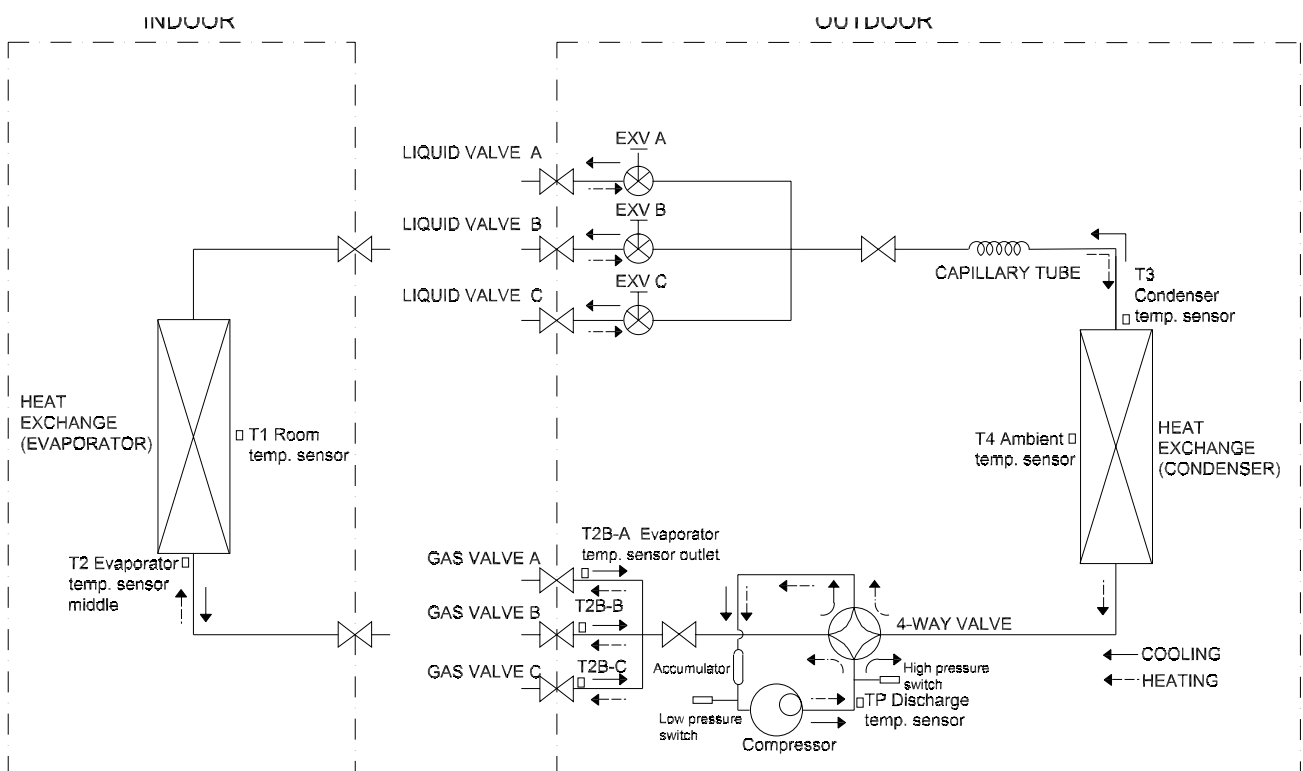 INDOOR
OUTDOOR
EXV A
LIQUID VALVE A
EXV B
LIQUID VALVE B
EXV C
LIQUID VALVE C
CAPILLARY TUBE
T3
Condenser
temp. sensor
HEAT
EXCHANGE
(EVAPORATOR)
T1 Room
temp. sensor
T4 Ambient
temp. sensor
HEAT
EXCHANGE
(CONDENSER)
T2 Evaporator
temp. sensor
middle
T2B-A Evaporator
temp. sensor outlet
GAS VALVE A
T2B-B
GAS VALVE B
T2B-C
GAS VALVE C
4-WAY VALVE
Accumulator
High pressure
switch
Low pressure
switch
TP Discharge
temp. sensor
Compressor
COOLING
HEATING